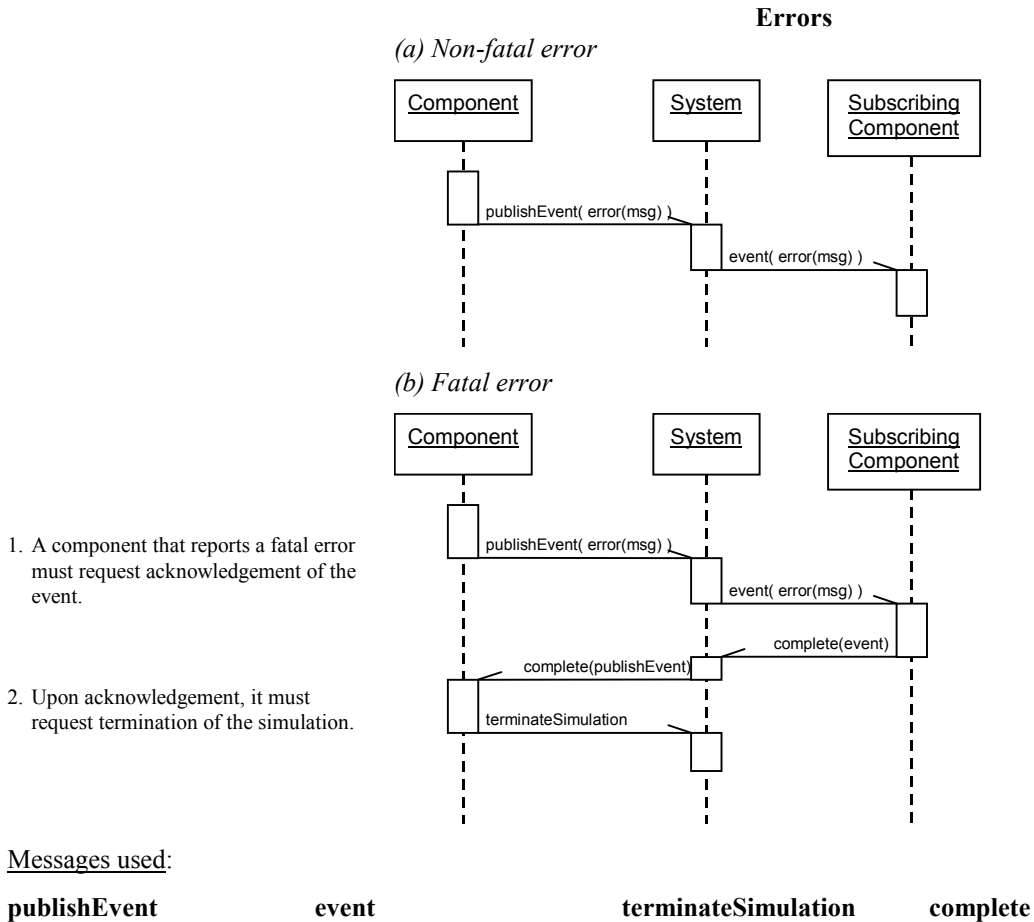 Errors
(a) Non-fatal error
Component
System
Subscribing
Component
publishEvent( error(msg) )
event( error(msg) )
(b) Fatal error
Component
System
Subscribing
Component
1. A component that reports a fatal error
must request acknowledgement of the
event.
publishEvent( error(msg) )
event( error(msg) )
complete(event)
complete(publishEvent)
2. Upon acknowledgement, it must
request termination of the simulation.
terminateSimulation
Messages used:
publishEvent event terminateSimulation complete